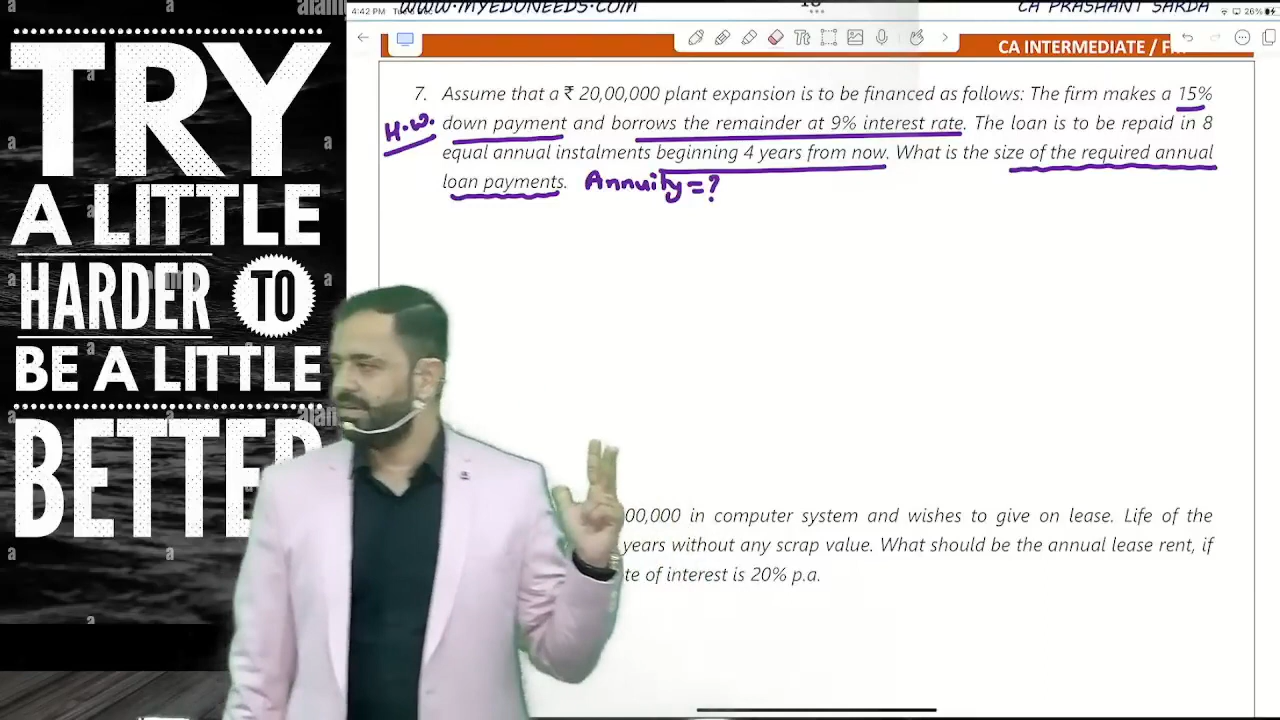 4:42 PM
WWW.MYEDUNEEDS.COM
CA PRASHANT SARDA
26%
CA INTERMEDIATE /
TRY
A LITTLE
HARDER TO
BE A LITTLE
BETTER
7. Assume that a ₹ 20,00,000 plant expansion is to be financed as follows: The firm makes a 15%
H.W. down payment and borrows the remainder at 9% interest rate. The loan is to be repaid in 8
equal annual instalments beginning 4 years from now. What is the size of the required annual
loan payments. Annuity = ?
00,000 in computer system and wishes to give on lease. Life of the
years without any scrap value. What should be the annual lease rent, if
te of interest is 20% p.a.